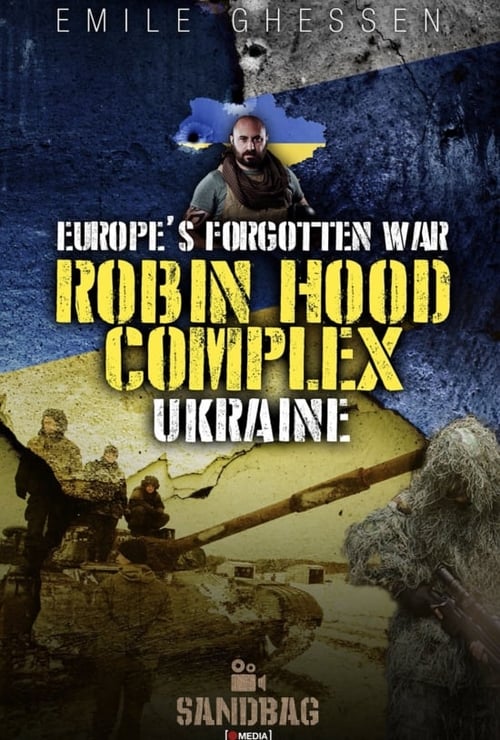 EMILE GHESSEN
EUROPE'S FORGOTTEN WAR
ROBIN HOOD
COMPLEX
UKRAINE
SANDBAG
[●MEDIA]